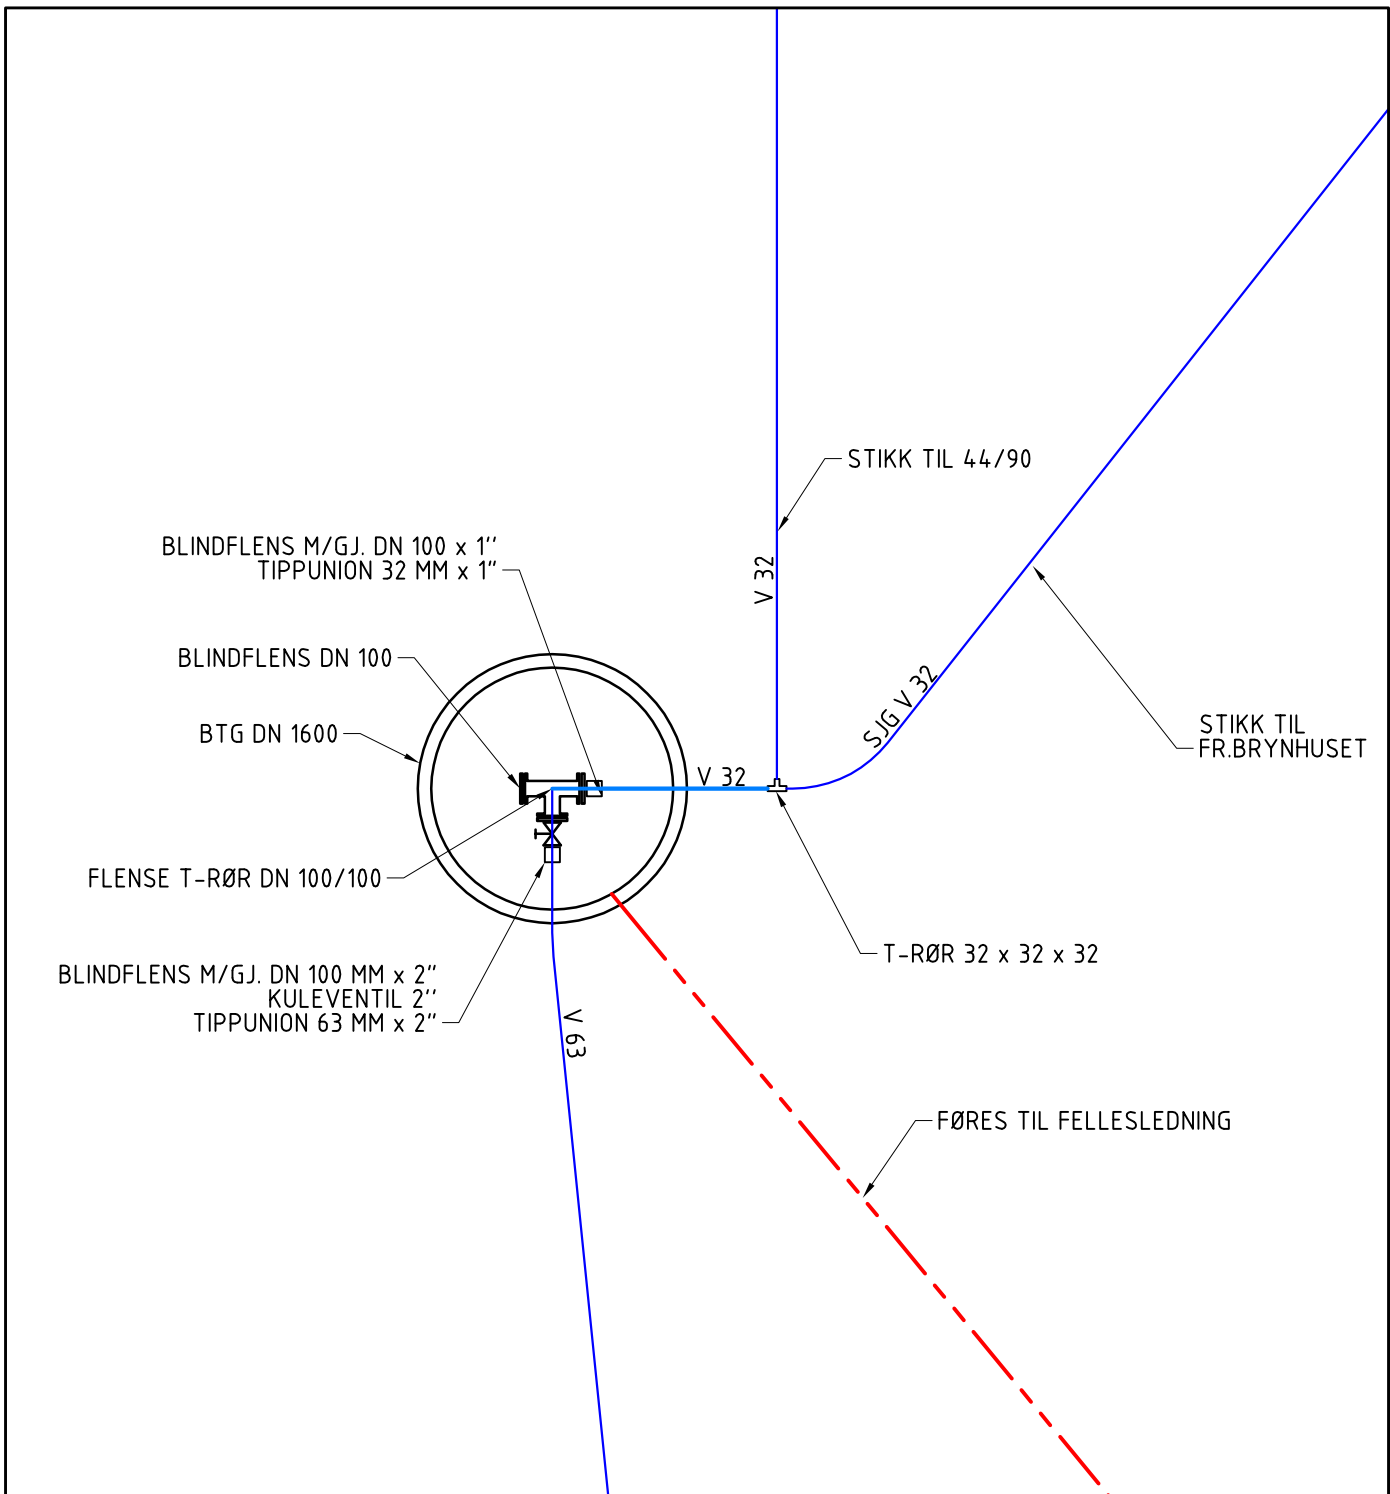 STIKK TIL 44/90
BLINDFLENS M/GJ. DN 100 x 1''
TIPPUNION 32 MM x 1"
V 32
BLINDFLENS DN 100
SJG V 32
BTG DN 1600
STIKK TIL
FR.BRYNHUSET
V 32
FLENSE T-RØR DN 100/100
T-RØR 32 x 32 x 32
BLINDFLENS M/GJ. DN 100 MM x 2"
KULEVENTIL 2''
TIPPUNION 63 MM x 2"
V 63
FØRES TIL FELLESLEDNING